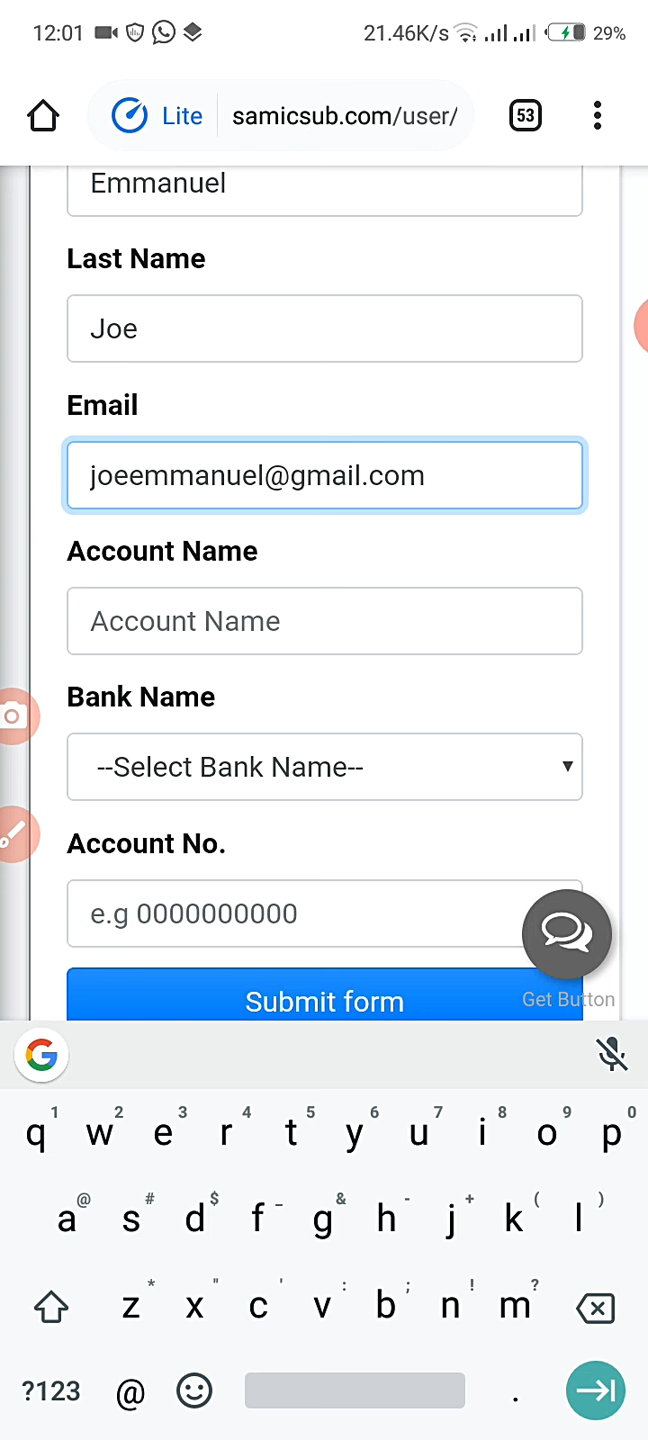 12:01 21.46K/s 29%
Lite samicsub.com/user/ 53
Emmanuel
Last Name
Joe
Email
joeemmanuel@gmail.com
Account Name
Account Name
Bank Name
--Select Bank Name--
Account No.
e.g 0000000000
Submit form
Get Button
G
1 2 3 4 5 6 7 8 9 0
q w e r t y u i o p
@ # $ _ & - + ( )
a s d f g h j k l
* " ' : ; ! ?
z x c v b n m
?123 @ .